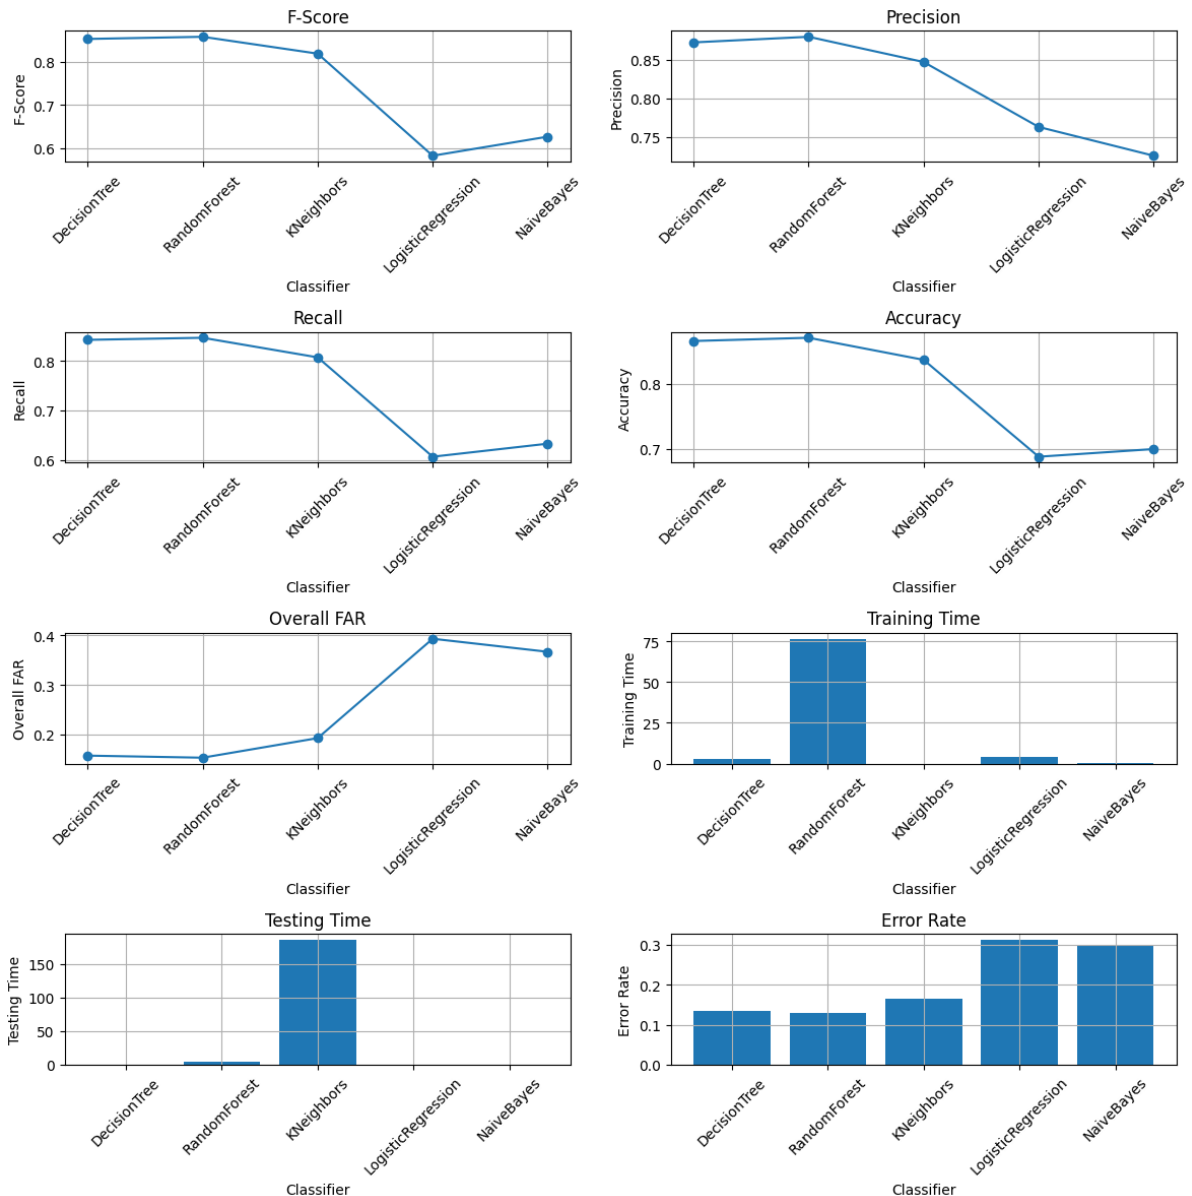 F-Score
0.8
0.7
0.6
F-Score
DecisionTree
RandomForest
KNeighbors
LogisticRegression
NaiveBayes
Classifier
Precision
0.85
0.80
0.75
Precision
DecisionTree
RandomForest
KNeighbors
LogisticRegression
NaiveBayes
Classifier
Recall
0.8
0.7
0.6
Recall
DecisionTree
RandomForest
KNeighbors
LogisticRegression
NaiveBayes
Classifier
Accuracy
0.8
0.7
Accuracy
DecisionTree
RandomForest
KNeighbors
LogisticRegression
NaiveBayes
Classifier
Overall FAR
0.4
0.3
0.2
Overall FAR
DecisionTree
RandomForest
KNeighbors
LogisticRegression
NaiveBayes
Classifier
Training Time
75
50
25
0
Training Time
DecisionTree
RandomForest
KNeighbors
LogisticRegression
NaiveBayes
Classifier
Testing Time
150
100
50
0
Testing Time
DecisionTree
RandomForest
KNeighbors
LogisticRegression
NaiveBayes
Classifier
Error Rate
0.3
0.2
0.1
0.0
Error Rate
DecisionTree
RandomForest
KNeighbors
LogisticRegression
NaiveBayes
Classifier